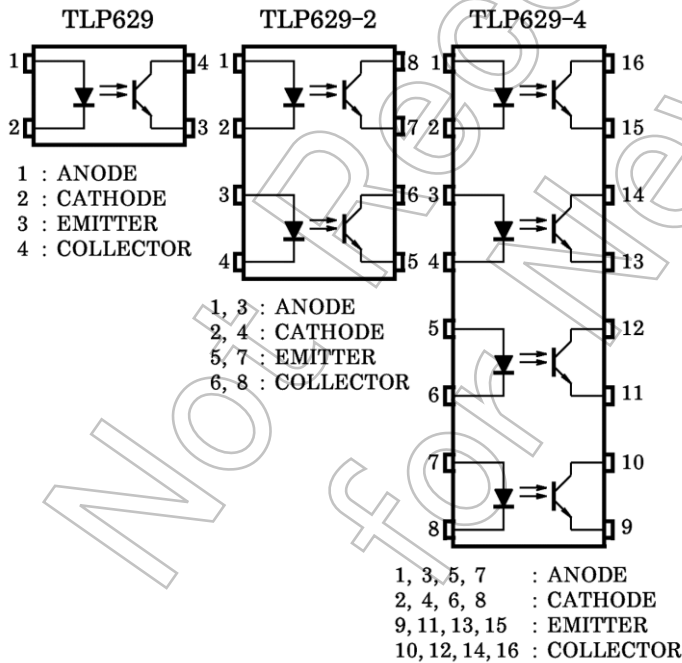 TLP629
1 4
2 3
1 : ANODE
2 : CATHODE
3 : EMITTER
4 : COLLECTOR
TLP629-2
1 8
2 7
3 6
4 5
1, 3 : ANODE
2, 4 : CATHODE
5, 7 : EMITTER
6, 8 : COLLECTOR
TLP629-4
1 16
2 15
3 14
4 13
5 12
6 11
7 10
8 9
1, 3, 5, 7 : ANODE
2, 4, 6, 8 : CATHODE
9, 11, 13, 15 : EMITTER
10, 12, 14, 16 : COLLECTOR
Not
for